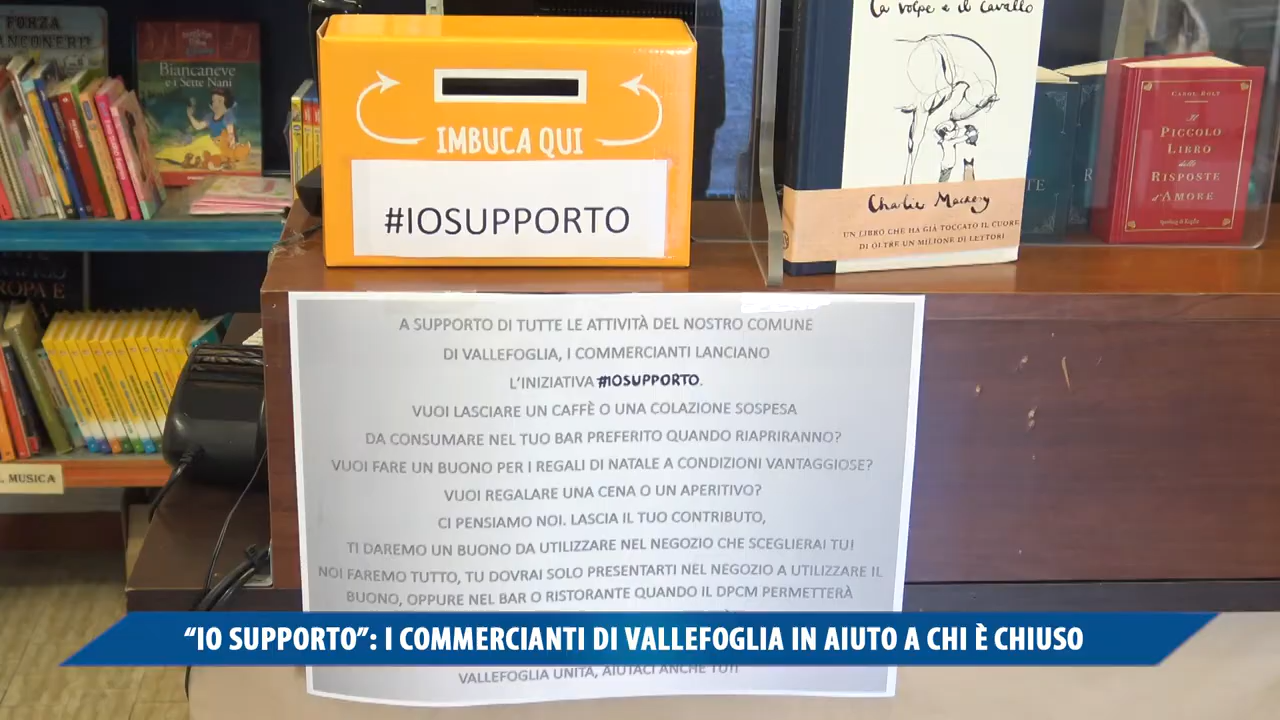 FORZA
Biancaneve
e i Sette Nani
IMBUCA QUI
#IOSUPPORTO
La volpe e il cavallo
Charlie Mackesy
UN LIBRO CHE HA GIÀ TOCCATO IL CUORE
DI OLTRE UN MILIONE DI LETTORI
Il
PICCOLO
LIBRO
delle
RISPOSTE
d'AMORE
MUSICA
A SUPPORTO DI TUTTE LE ATTIVITÀ DEL NOSTRO COMUNE
DI VALLEFOGLIA, I COMMERCIANTI LANCIANO
L'INIZIATIVA #IOSUPPORTO.
VUOI LASCIARE UN CAFFÈ O UNA COLAZIONE SOSPESA
DA CONSUMARE NEL TUO BAR PREFERITO QUANDO RIAPRIRANNO?
VUOI FARE UN BUONO PER I REGALI DI NATALE A CONDIZIONI VANTAGGIOSE?
VUOI REGALARE UNA CENA O UN APERITIVO?
CI PENSIAMO NOI. LASCIA IL TUO CONTRIBUTO,
TI DAREMO UN BUONO DA UTILIZZARE NEL NEGOZIO CHE SCEGLIERAI TU!
NOI FAREMO TUTTO, TU DOVRAI SOLO PRESENTARTI NEL NEGOZIO A UTILIZZARE IL
BUONO, OPPURE NEL BAR O RISTORANTE QUANDO IL DPCM PERMETTERÀ
“IO SUPPORTO”: I COMMERCIANTI DI VALLEFOGLIA IN AIUTO A CHI È CHIUSO
VALLEFOGLIA UNITA, AIUTACI ANCHE TU!!